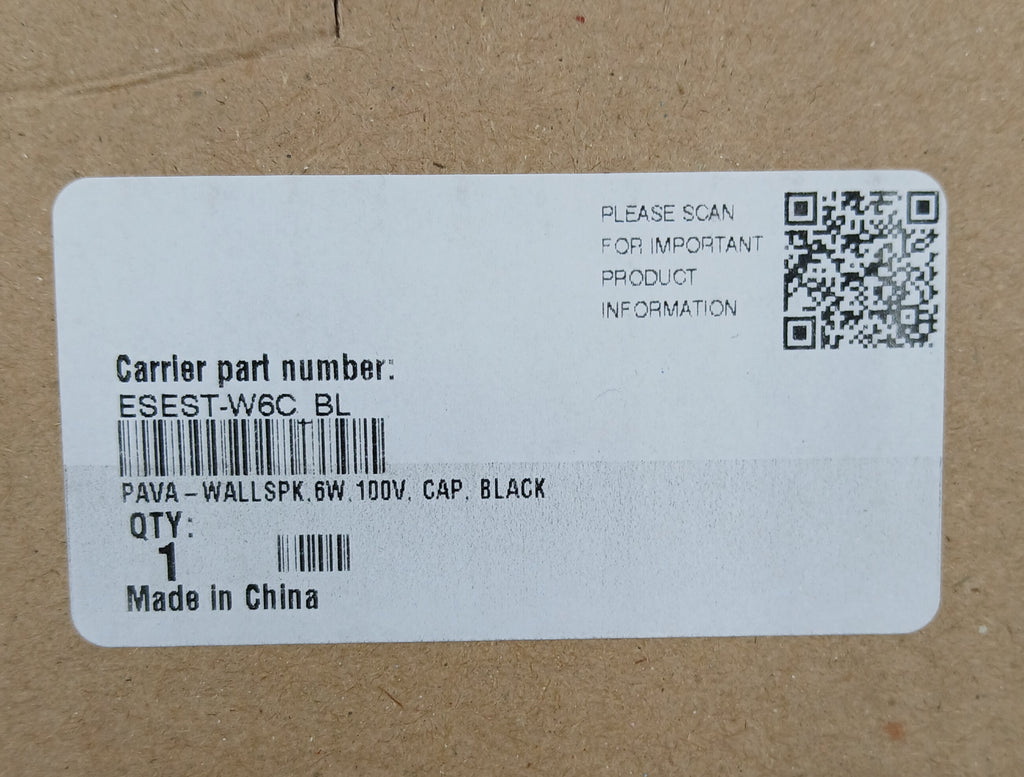 PLEASE SCAN
FOR IMPORTANT
PRODUCT
INFORMATION
Carrier part number:
ESEST-W6C BL
PAVA-WALLSPK,6W,100V, CAP, BLACK
QTY:
1
Made in China